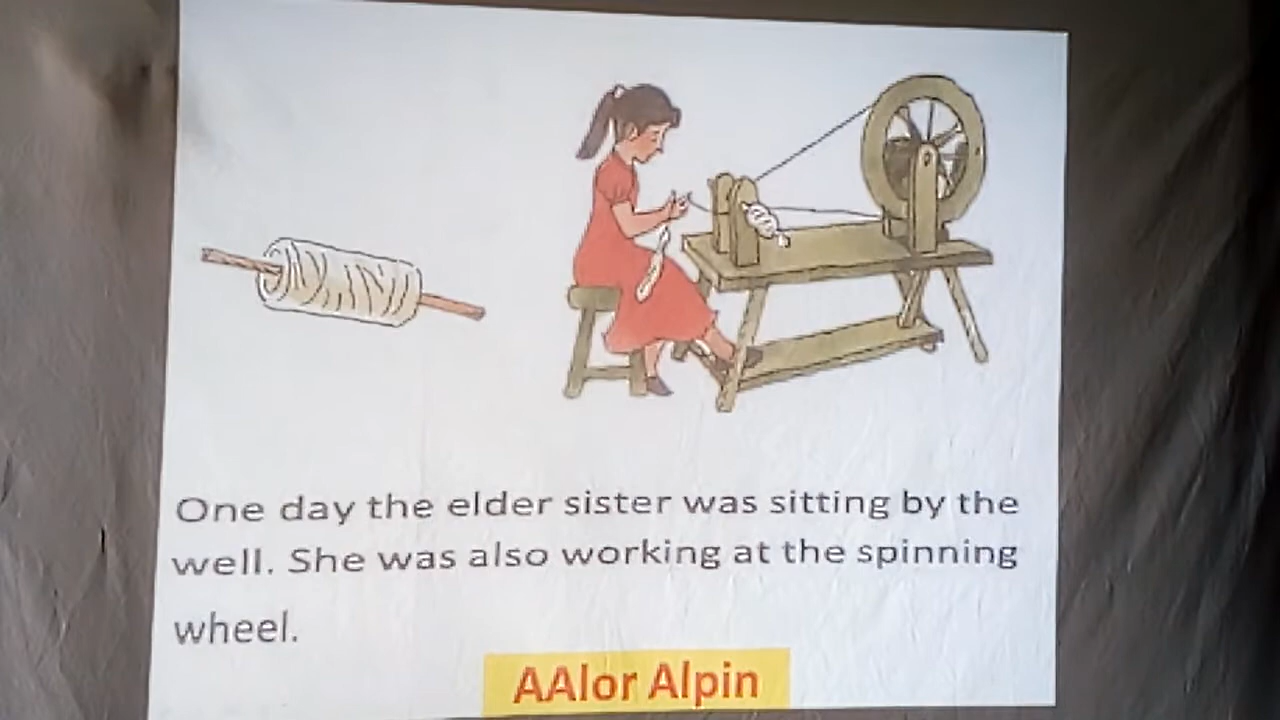 One day the elder sister was sitting by the
well. She was also working at the spinning
wheel.
AAlor Alpin